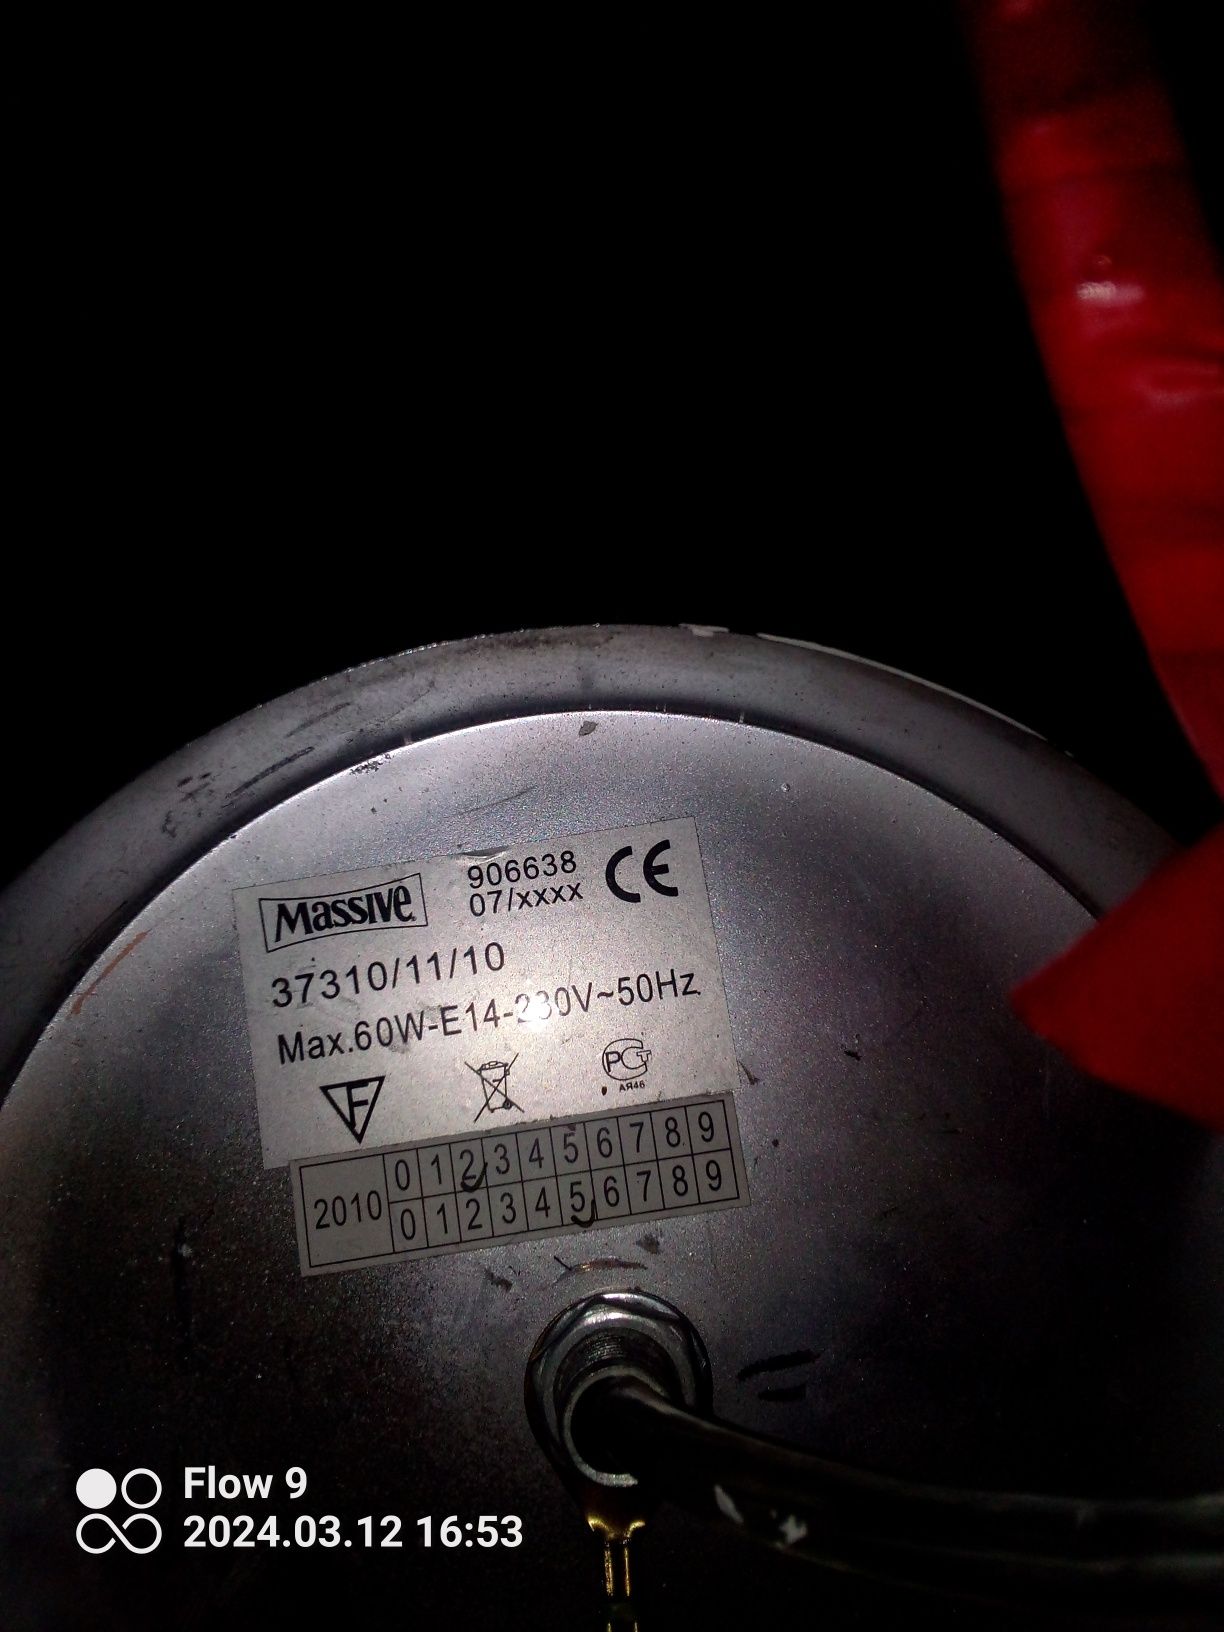 Massive
906638
07/xxxx
CE
37310/11/10
Max.60W-E14-230V~50Hz
F
РСТ
АЯ46
2010
0 1 2 3 4 5 6 7 8 9
0 1 2 3 4 5 6 7 8 9
Flow 9
2024.03.12 16:53